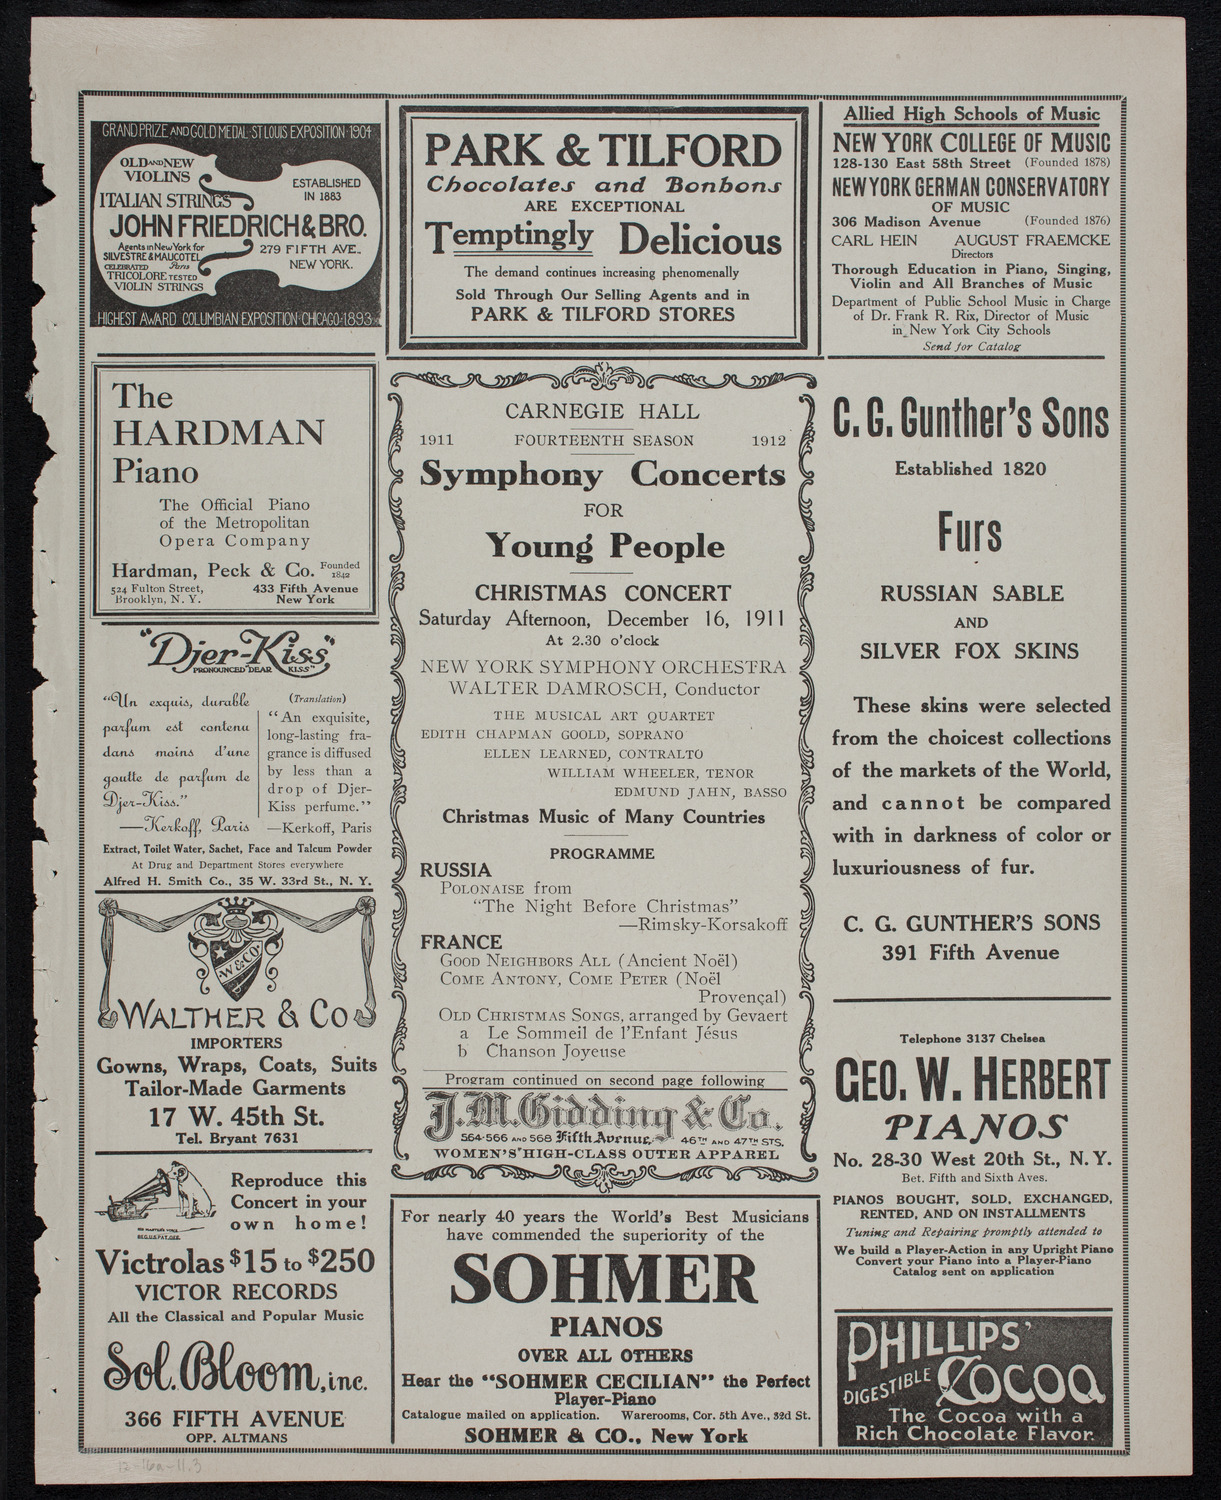 GRAND PRIZE AND GOLD MEDAL ST LOUIS EXPOSITION 1904
OLD AND NEW
VIOLINS
ITALIAN STRINGS
ESTABLISHED
IN 1883
JOHN FRIEDRICH & BRO.
Agents in New York for
SILVESTRE & MAUCOTEL
CELEBRATED Paris
TRICOLORE TESTED
VIOLIN STRINGS
279 FIFTH AVE.
NEW YORK.
HIGHEST AWARD COLUMBIAN EXPOSITION CHICAGO 1893
The
HARDMAN
Piano
The Official Piano
of the Metropolitan
Opera Company
Hardman, Peck & Co. Founded 1842
524 Fulton Street, 433 Fifth Avenue
Brooklyn, N. Y. New York
"Djer-Kiss"
PRONOUNCED "DEAR KISS"
"Un exquis, durable
parfum est contenu
dans moins d'une
goutte de parfum de
Djer-Kiss."
—Kerkoff, Paris
(Translation)
"An exquisite,
long-lasting fra-
grance is diffused
by less than a
drop of Djer-
Kiss perfume."
—Kerkoff, Paris
Extract, Toilet Water, Sachet, Face and Talcum Powder
At Drug and Department Stores everywhere
Alfred H. Smith Co., 35 W. 33rd St., N. Y.
W & CO.
WALTHER & CO
IMPORTERS
Gowns, Wraps, Coats, Suits
Tailor-Made Garments
17 W. 45th St.
Tel. Bryant 7631
Reproduce this
Concert in your
own home!
HIS MASTER'S VOICE
REG. U.S. PAT. OFF.
Victrolas $15 to $250
VICTOR RECORDS
All the Classical and Popular Music
Sol. Bloom, inc.
366 FIFTH AVENUE
OPP. ALTMANS
PARK & TILFORD
Chocolates and Bonbons
ARE EXCEPTIONAL
Temptingly Delicious
The demand continues increasing phenomenally
Sold Through Our Selling Agents and in
PARK & TILFORD STORES
CARNEGIE HALL
1911 FOURTEENTH SEASON 1912
Symphony Concerts
FOR
Young People
CHRISTMAS CONCERT
Saturday Afternoon, December 16, 1911
At 2.30 o'clock
NEW YORK SYMPHONY ORCHESTRA
WALTER DAMROSCH, Conductor
THE MUSICAL ART QUARTET
EDITH CHAPMAN GOOLD, SOPRANO
ELLEN LEARNED, CONTRALTO
WILLIAM WHEELER, TENOR
EDMUND JAHN, BASSO
Christmas Music of Many Countries
PROGRAMME
RUSSIA
POLONAISE from
"The Night Before Christmas"
—Rimsky-Korsakoff
FRANCE
GOOD NEIGHBORS ALL (Ancient Noël)
COME ANTONY, COME PETER (Noël
Provençal)
OLD CHRISTMAS SONGS, arranged by Gevaert
a Le Sommeil de l'Enfant Jésus
b Chanson Joyeuse
Program continued on second page following
J. M. Gidding & Co.
564-566 AND 568 Fifth Avenue, 46TH AND 47TH STS.
WOMEN'S HIGH-CLASS OUTER APPAREL
For nearly 40 years the World's Best Musicians
have commended the superiority of the
SOHMER
PIANOS
OVER ALL OTHERS
Hear the "SOHMER CECILIAN" the Perfect
Player-Piano
Catalogue mailed on application. Warerooms, Cor. 5th Ave., 32d St.
SOHMER & CO., New York
Allied High Schools of Music
NEW YORK COLLEGE OF MUSIC
128-130 East 58th Street (Founded 1878)
NEW YORK GERMAN CONSERVATORY
OF MUSIC
306 Madison Avenue (Founded 1876)
CARL HEIN AUGUST FRAEMCKE
Directors
Thorough Education in Piano, Singing,
Violin and All Branches of Music
Department of Public School Music in Charge
of Dr. Frank R. Rix, Director of Music
in New York City Schools
Send for Catalog
C. G. Gunther's Sons
Established 1820
Furs
RUSSIAN SABLE
AND
SILVER FOX SKINS
These skins were selected
from the choicest collections
of the markets of the World,
and cannot be compared
with in darkness of color or
luxuriousness of fur.
C. G. GUNTHER'S SONS
391 Fifth Avenue
Telephone 3137 Chelsea
GEO. W. HERBERT
PIANOS
No. 28-30 West 20th St., N. Y.
Bet. Fifth and Sixth Aves.
PIANOS BOUGHT, SOLD, EXCHANGED,
RENTED, AND ON INSTALLMENTS
Tuning and Repairing promptly attended to
We build a Player-Action in any Upright Piano
Convert your Piano into a Player-Piano
Catalog sent on application
PHILLIPS'
DIGESTIBLE COCOA
The Cocoa with a
Rich Chocolate Flavor.
12-16a-11.3